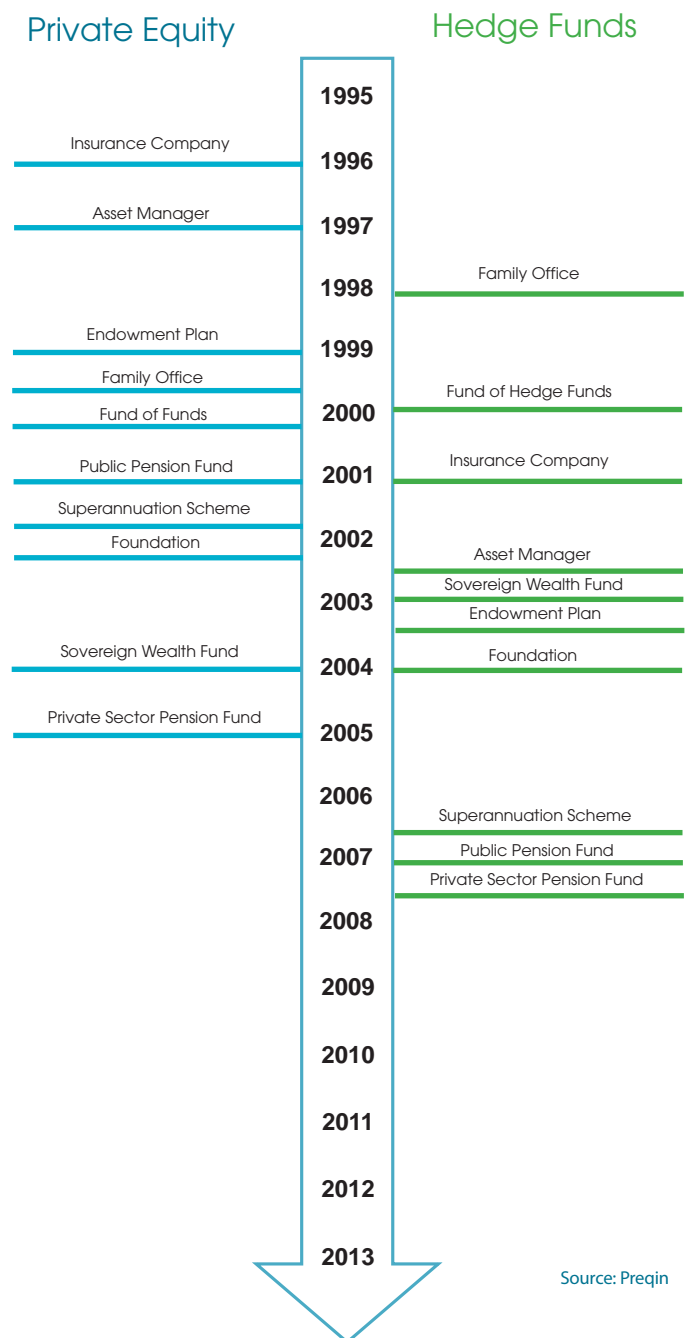 Private Equity
Hedge Funds
1995
Insurance Company
1996
Asset Manager
1997
Family Office
1998
Endowment Plan
1999
Family Office
Fund of Hedge Funds
Fund of Funds
2000
Public Pension Fund
Insurance Company
2001
Superannuation Scheme
Foundation
2002
Asset Manager
Sovereign Wealth Fund
2003
Endowment Plan
Sovereign Wealth Fund
Foundation
2004
Private Sector Pension Fund
2005
2006
Superannuation Scheme
Public Pension Fund
2007
Private Sector Pension Fund
2008
2009
2010
2011
2012
2013
Source: Preqin